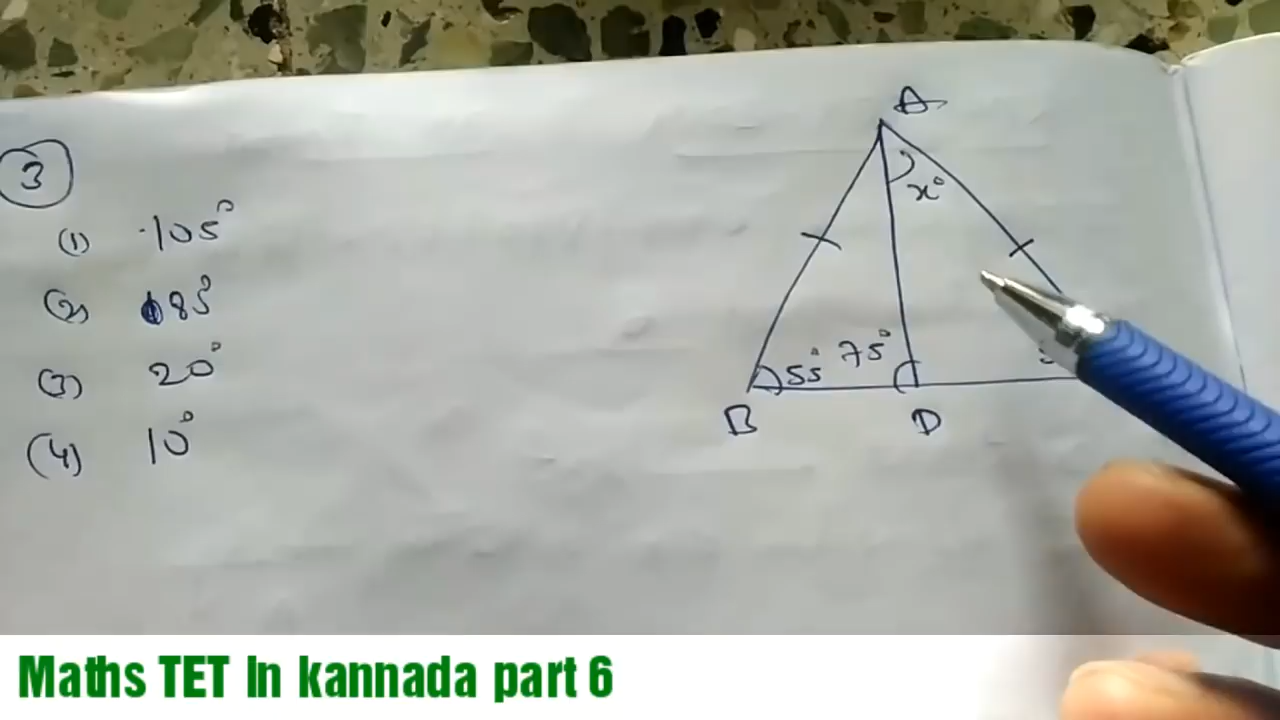 3
(1) 105°
(2) 85°
(3) 20°
(4) 10°
A
x°
55° 75°
B D
Maths TET In kannada part 6